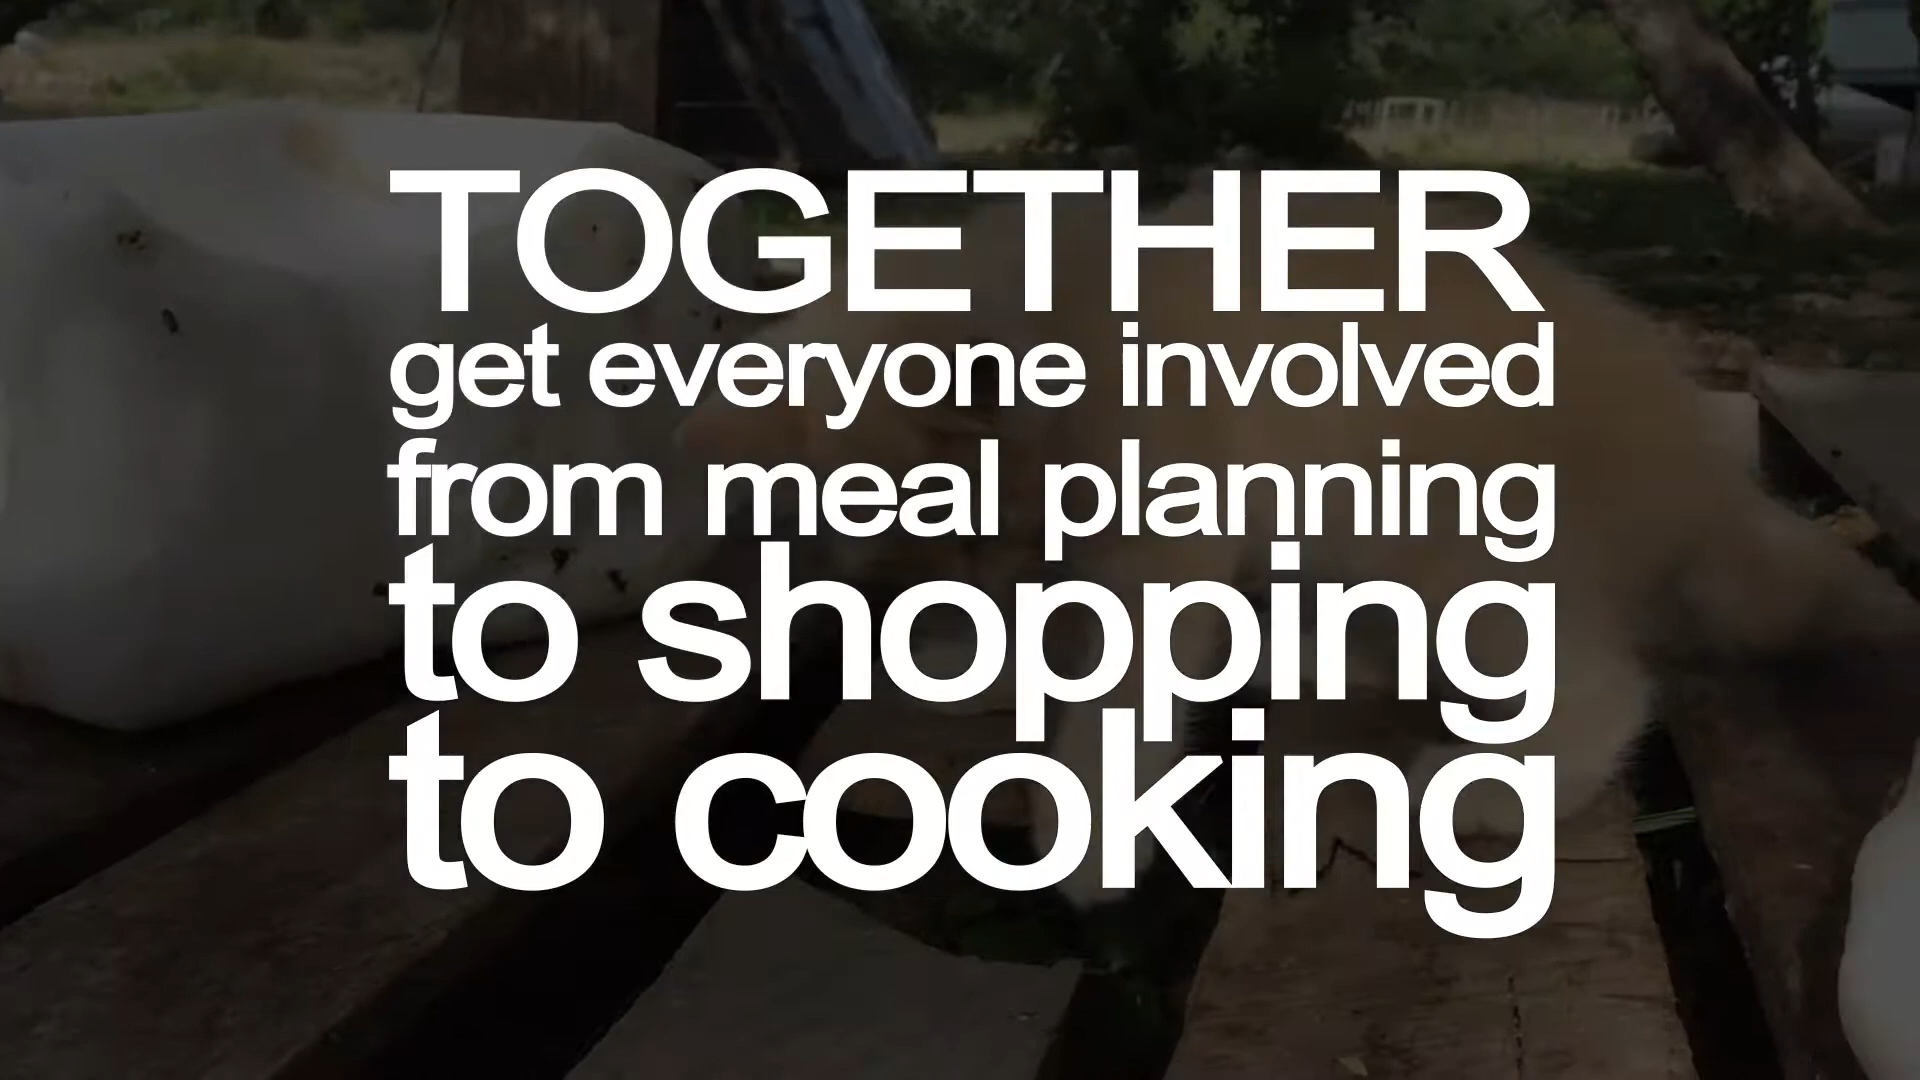 TOGETHER
get everyone involved
from meal planning
to shopping
to cooking